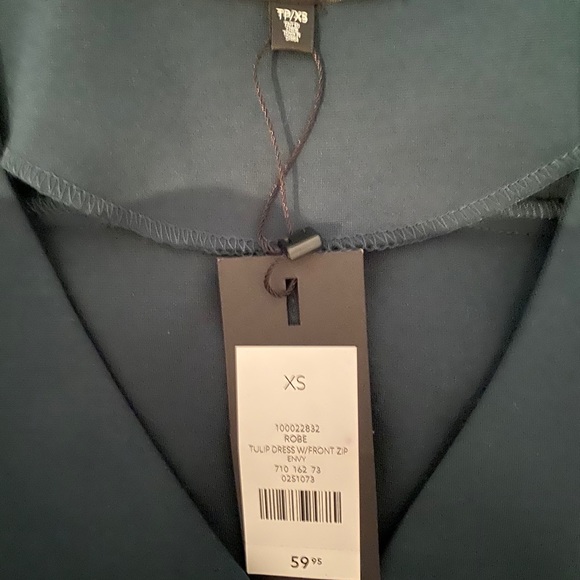 TP/XS
XS
100022832
ROBE
TULIP DRESS W/FRONT ZIP
ENVY
710 162 73
0251073
59 95